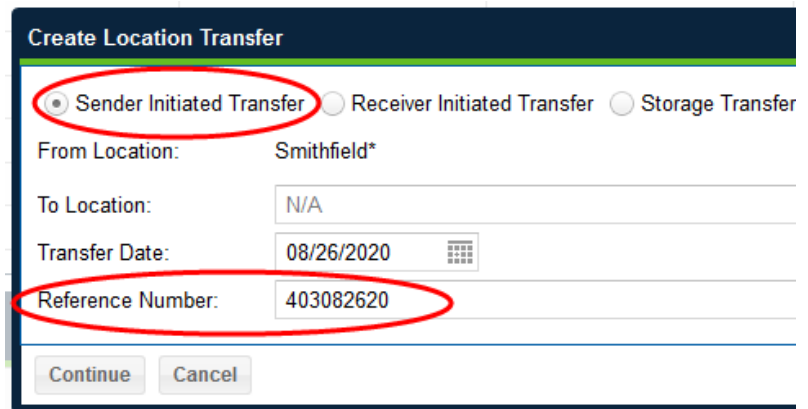 Create Location Transfer
Sender Initiated Transfer Receiver Initiated Transfer Storage Transfer
From Location: Smithfield*
To Location: N/A
Transfer Date: 08/26/2020
Reference Number: 403082620
Continue Cancel